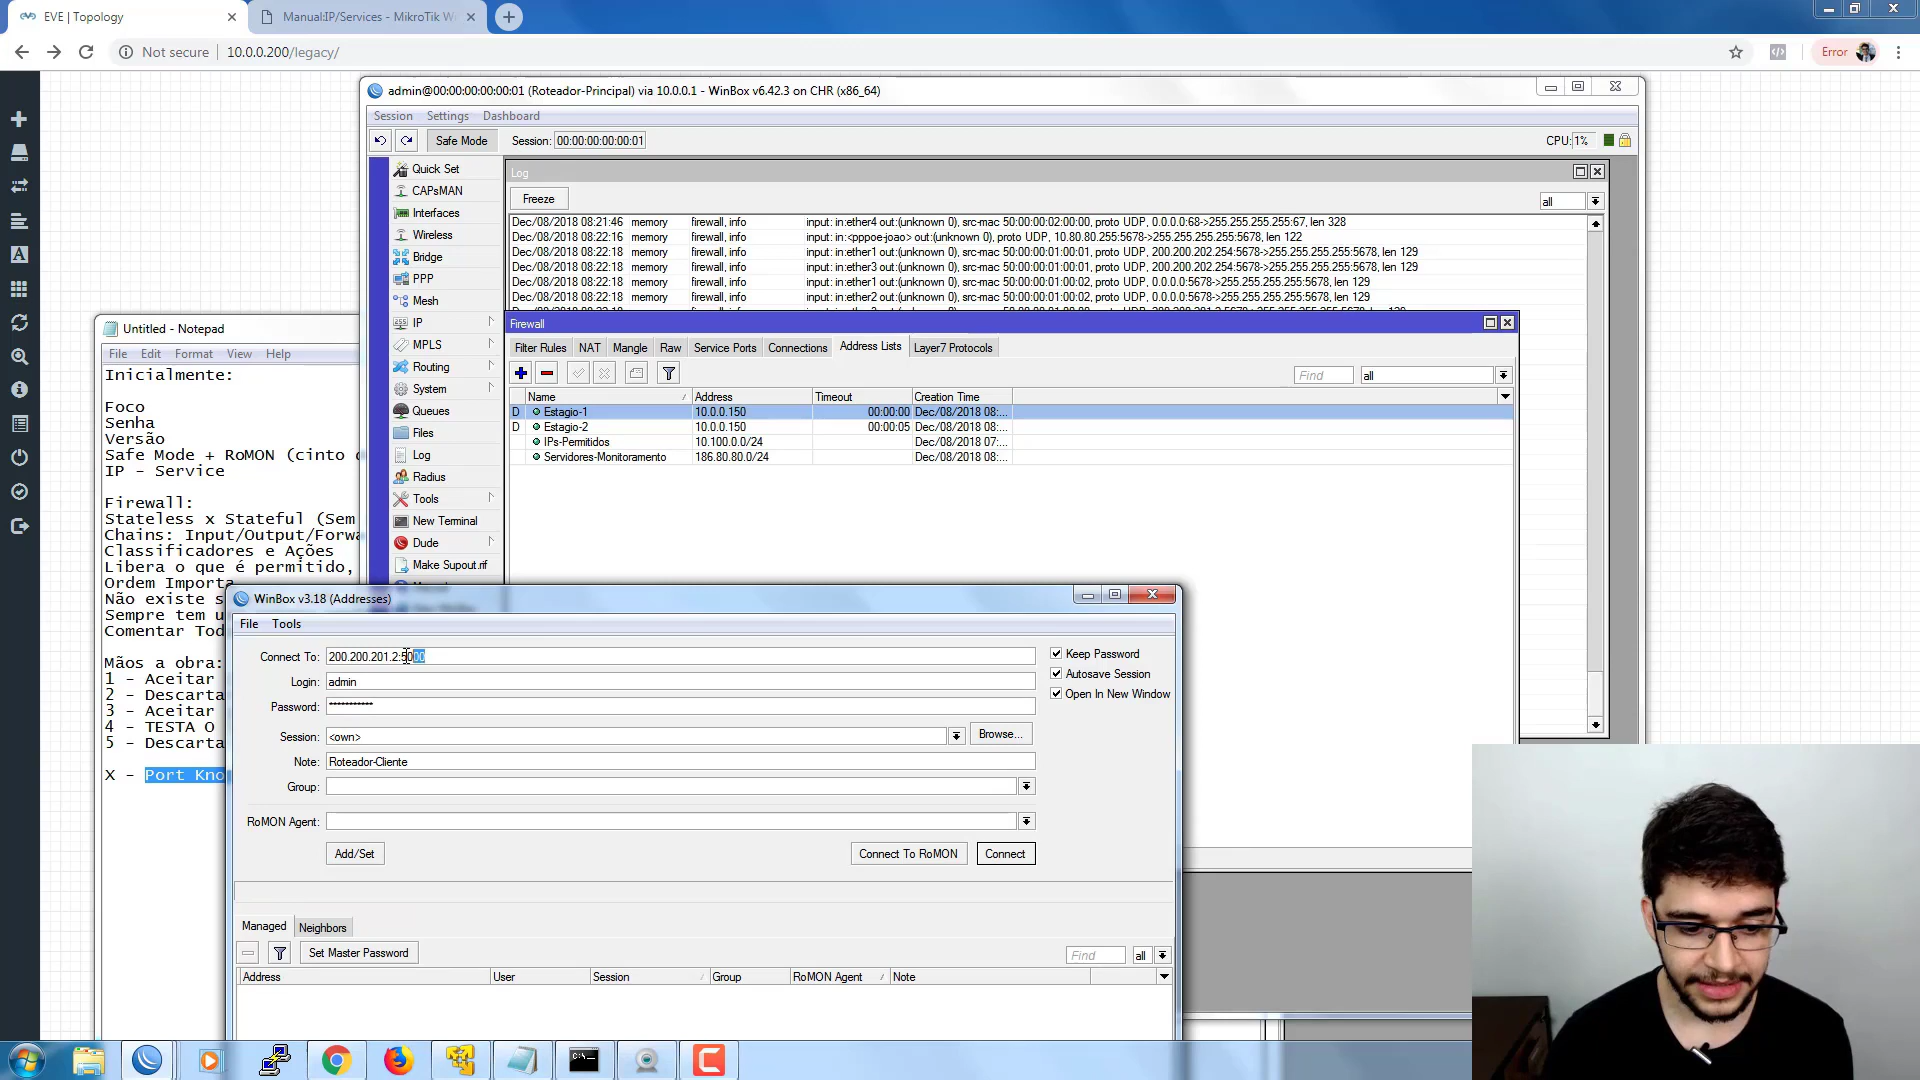 EVE | Topology
Manual:IP/Services - MikroTik W
Not secure
10.0.0.200/legacy/
Error
admin@00:00:00:00:00:01 (Roteador-Principal) via 10.0.0.1 - WinBox v6.42.3 on CHR (x86_64)
Session Settings Dashboard
Safe Mode Session: 00:00:00:00:00:01
CPU: 1%
Quick Set
CAPsMAN
Interfaces
Wireless
Bridge
PPP
Mesh
IP
MPLS
Routing
System
Queues
Files
Log
Radius
Tools
New Terminal
Dude
Make Supout.rif
Log
Freeze
all
Dec/08/2018 08:21:46 memory firewall, info input: in:ether4 out:(unknown 0), src-mac 50:00:00:02:00:00, proto UDP, 0.0.0.0:68->255.255.255.255:67, len 328
Dec/08/2018 08:22:16 memory firewall, info input: in:<pppoe-joao> out:(unknown 0), proto UDP, 10.80.80.255:5678->255.255.255.255:5678, len 122
Dec/08/2018 08:22:18 memory firewall, info input: in:ether1 out:(unknown 0), src-mac 50:00:00:01:00:01, proto UDP, 200.200.202.254:5678->255.255.255.255:5678, len 129
Dec/08/2018 08:22:18 memory firewall, info input: in:ether3 out:(unknown 0), src-mac 50:00:00:01:00:01, proto UDP, 200.200.202.254:5678->255.255.255.255:5678, len 129
Dec/08/2018 08:22:18 memory firewall, info input: in:ether1 out:(unknown 0), src-mac 50:00:00:01:00:02, proto UDP, 0.0.0.0:5678->255.255.255.255:5678, len 129
Dec/08/2018 08:22:18 memory firewall, info input: in:ether2 out:(unknown 0), src-mac 50:00:00:01:00:02, proto UDP, 0.0.0.0:5678->255.255.255.255:5678, len 129
Firewall
Filter Rules NAT Mangle Raw Service Ports Connections Address Lists Layer7 Protocols
Find all
Name Address Timeout Creation Time
D Estagio-1 10.0.0.150 00:00:00 Dec/08/2018 08:...
D Estagio-2 10.0.0.150 00:00:05 Dec/08/2018 08:...
IPs-Permitidos 10.100.0.0/24 Dec/08/2018 07:...
Servidores-Monitoramento 186.80.80.0/24 Dec/08/2018 08:...
Untitled - Notepad
File Edit Format View Help
Inicialmente:
Foco
Senha
Versão
Safe Mode + RoMON (cinto
IP - Service
Firewall:
Stateless x Stateful (Sem
Chains: Input/Output/Forwa
Classificadores e Ações
Libera o que é permitido,
Ordem Importa
Não existe s
Sempre tem u
Comentar Tod
Mãos a obra:
1 - Aceitar
2 - Descarta
3 - Aceitar
4 - TESTA O
5 - Descarta
X - Port Kno
WinBox v3.18 (Addresses)
File Tools
Connect To: 200.200.201.2:5000
Login: admin
Password: ***********
Session: <own>
Browse...
Note: Roteador-Cliente
Group:
RoMON Agent:
Keep Password
Autosave Session
Open In New Window
Add/Set Connect To RoMON Connect
Managed Neighbors
Set Master Password
Find all
Address User Session Group RoMON Agent Note